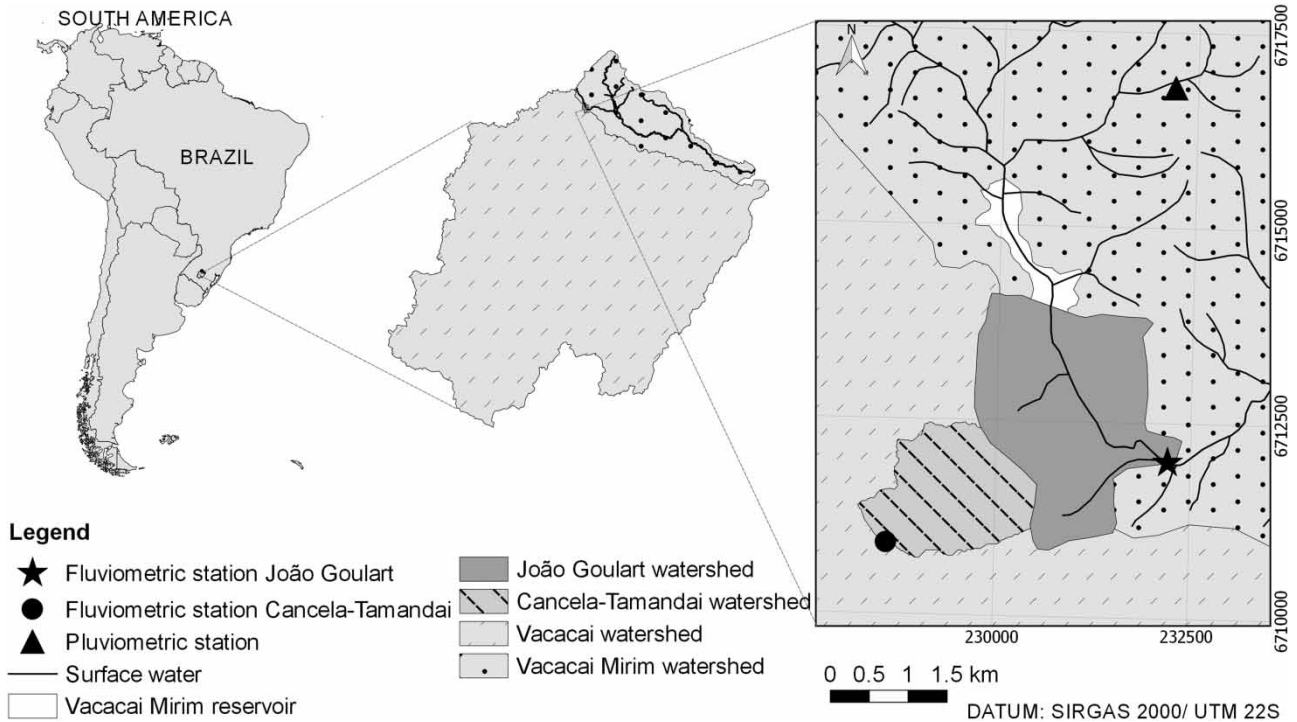 SOUTH AMERICA
BRAZIL
N
6717500
6715000
6712500
6710000
230000
232500
Legend
Fluviometric station João Goulart
Fluviometric station Cancela-Tamandai
Pluviometric station
Surface water
Vacacai Mirim reservoir
João Goulart watershed
Cancela-Tamandai watershed
Vacacai watershed
Vacacai Mirim watershed
0 0.5 1 1.5 km
DATUM: SIRGAS 2000/ UTM 22S